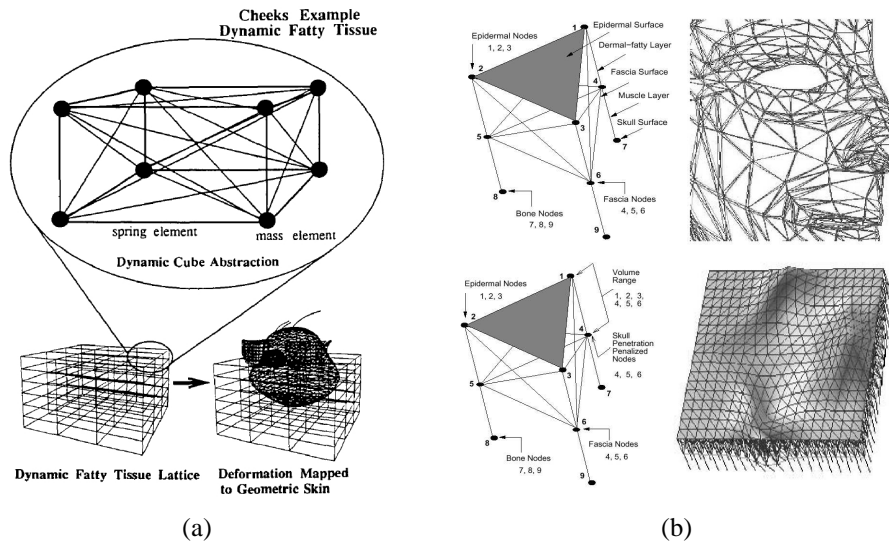 Cheeks Example
Dynamic Fatty Tissue
spring element
mass element
Dynamic Cube Abstraction
Dynamic Fatty Tissue Lattice
Deformation Mapped
to Geometric Skin
(a)
Epidermal Nodes
1, 2, 3
Epidermal Surface
Dermal-fatty Layer
Fascia Surface
Muscle Layer
Skull Surface
1
2
3
4
5
6
7
8
9
Bone Nodes
7, 8, 9
Fascia Nodes
4, 5, 6
Epidermal Nodes
1, 2, 3
Volume
Range
1, 2, 3,
4, 5, 6
Skull
Penetration
Penalized
Nodes
4, 5, 6
1
2
3
4
5
6
7
8
9
Bone Nodes
7, 8, 9
Fascia Nodes
4, 5, 6
(b)